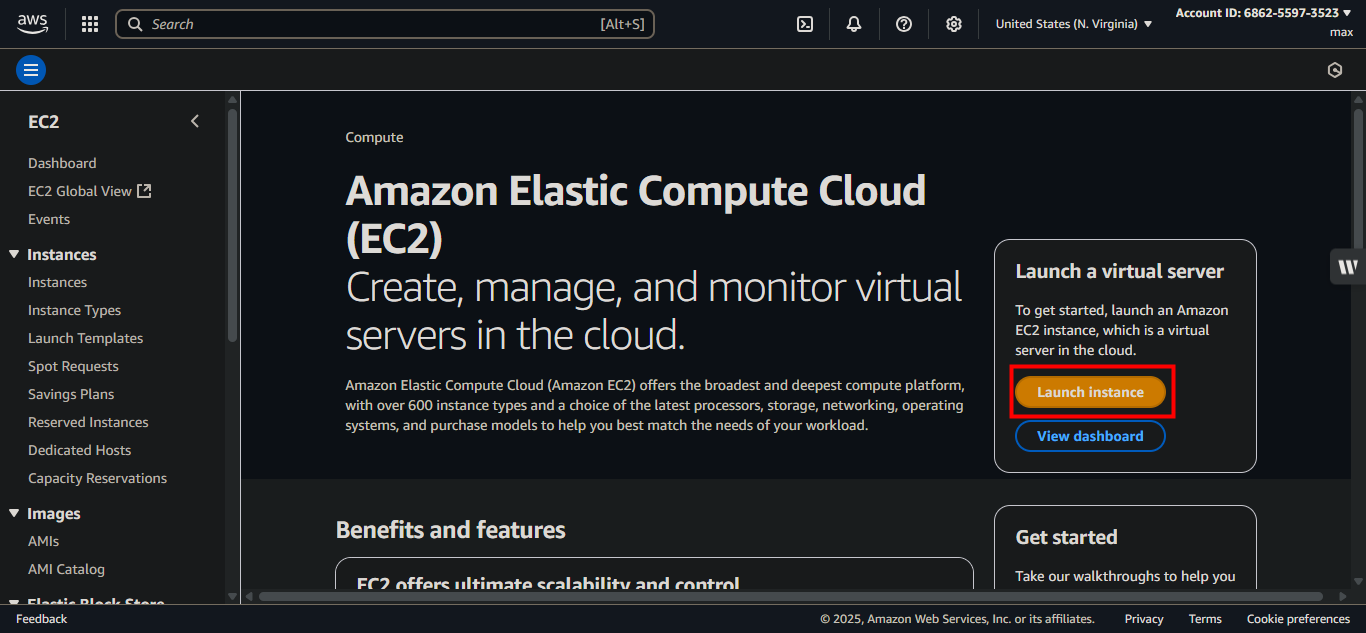 aws
Search
[Alt+S]
United States (N. Virginia)
Account ID: 6862-5597-3523
max
EC2
Dashboard
EC2 Global View
Events
Instances
Instances
Instance Types
Launch Templates
Spot Requests
Savings Plans
Reserved Instances
Dedicated Hosts
Capacity Reservations
Images
AMIs
AMI Catalog
Elastic Block Store
Compute
Amazon Elastic Compute Cloud
(EC2)
Create, manage, and monitor virtual
servers in the cloud.
Amazon Elastic Compute Cloud (Amazon EC2) offers the broadest and deepest compute platform,
with over 600 instance types and a choice of the latest processors, storage, networking, operating
systems, and purchase models to help you best match the needs of your workload.
Launch a virtual server
To get started, launch an Amazon
EC2 instance, which is a virtual
server in the cloud.
Launch instance
View dashboard
Benefits and features
EC2 offers ultimate scalability and control
Get started
Take our walkthroughs to help you
Feedback
© 2025, Amazon Web Services, Inc. or its affiliates.
Privacy
Terms
Cookie preferences